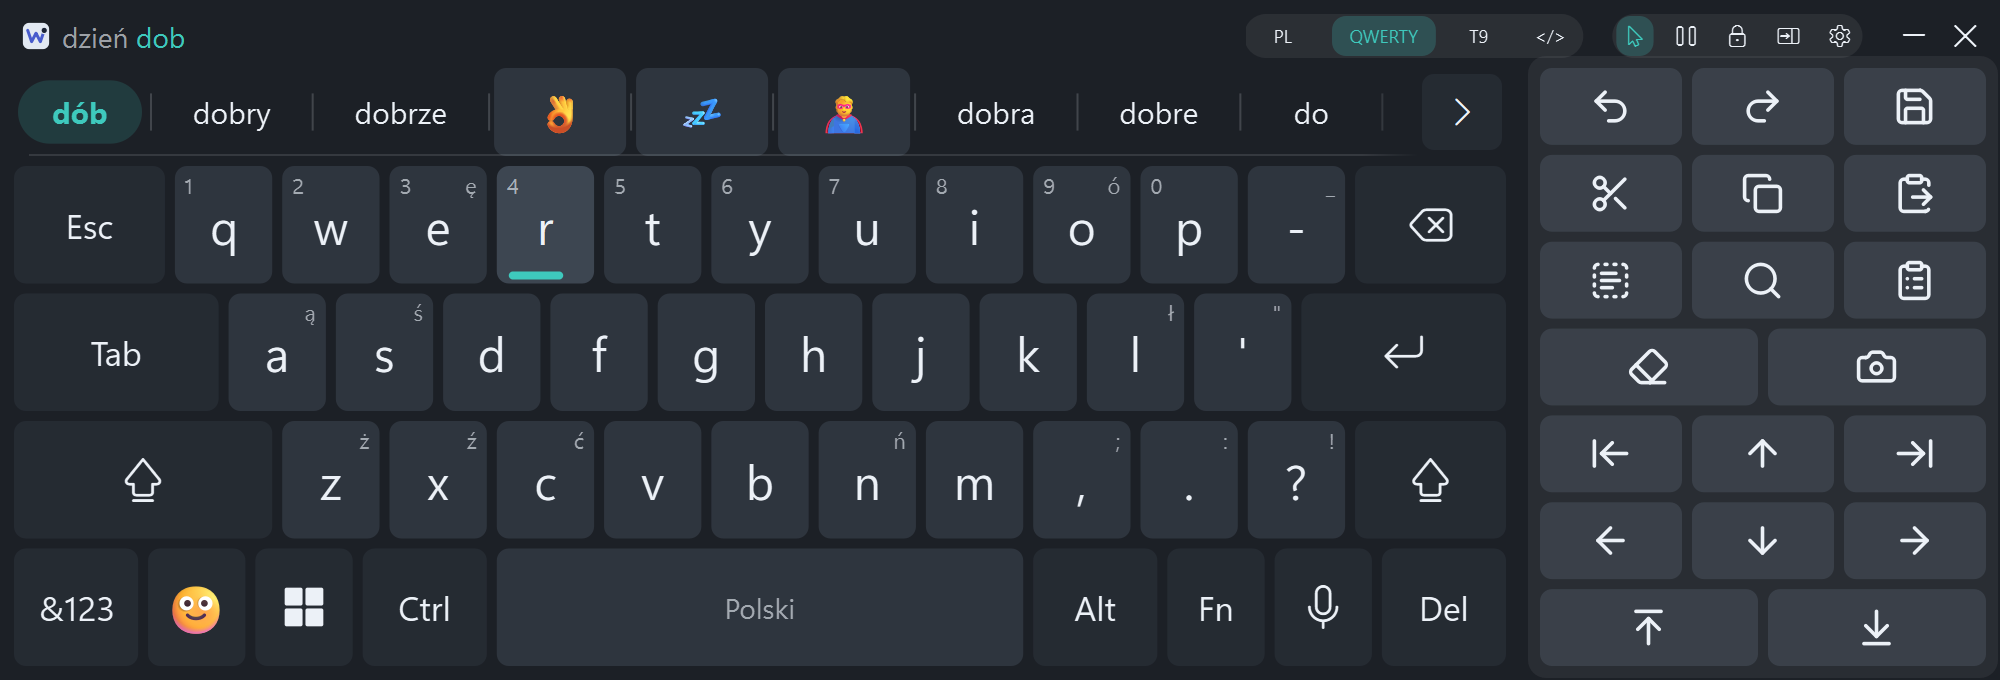 dzień dob
PL QWERTY T9 </>
dób dobry dobrze dobra dobre do
Esc 1 q 2 w 3 ę e 4 r 5 t 6 y 7 u 8 i 9 ó o 0 p _ -
Tab ą a ś s d f g h j k ł l " '
ż z ź x ć c v b ń n m ; , : . ! ?
&123 Ctrl Polski Alt Fn Del